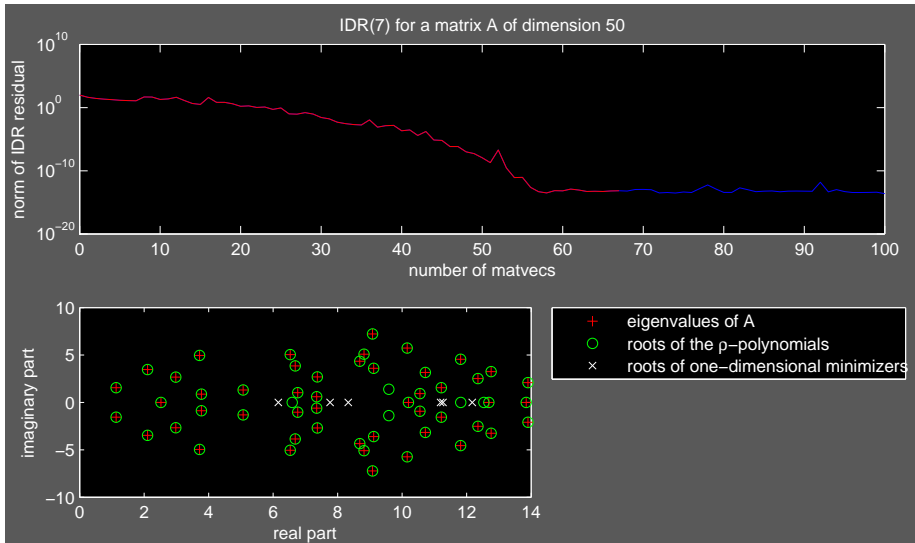 IDR(7) for a matrix A of dimension 50
norm of IDR residual
10^10
10^0
10^−10
10^−20
0 10 20 30 40 50 60 70 80 90 100
number of matvecs
imaginary part
10
5
0
−5
−10
0 2 4 6 8 10 12 14
real part
eigenvalues of A
roots of the ρ−polynomials
roots of one−dimensional minimizers